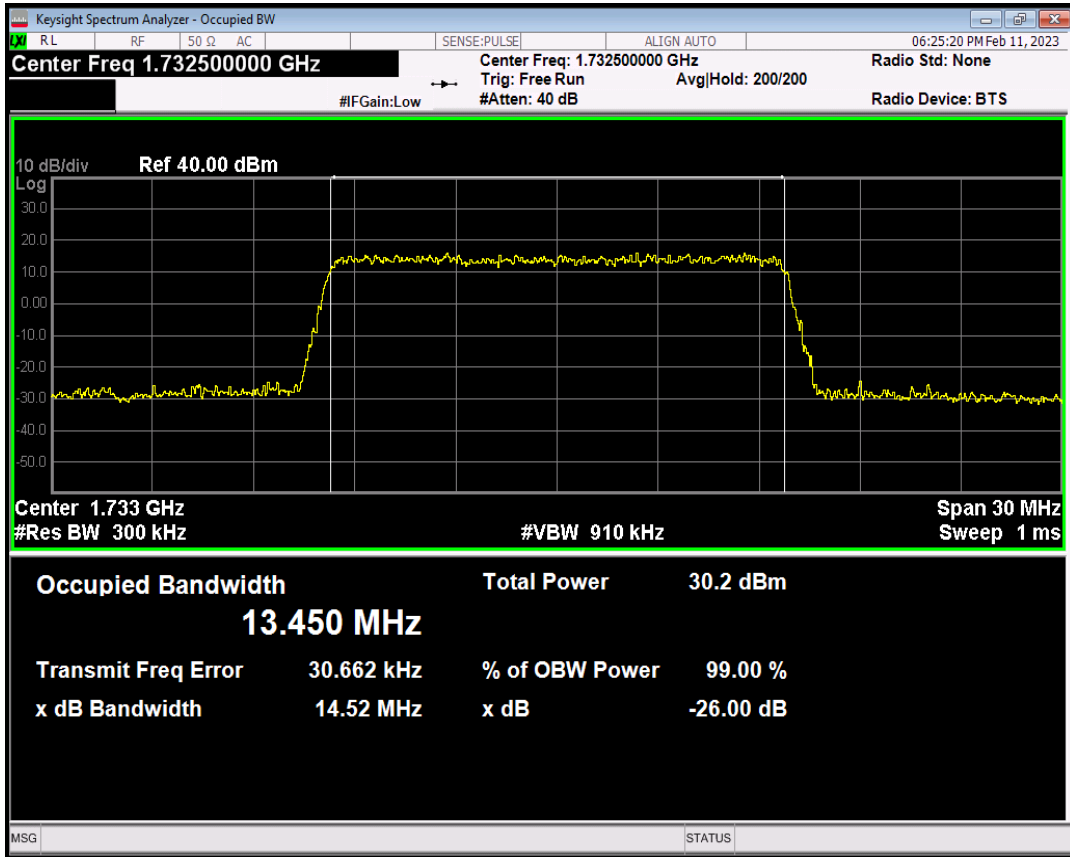 Keysight Spectrum Analyzer - Occupied BW
LXI RL RF 50 Ω AC SENSE:PULSE ALIGN AUTO 06:25:20 PM Feb 11, 2023
Center Freq 1.732500000 GHz Center Freq: 1.732500000 GHz Radio Std: None
Trig: Free Run Avg|Hold: 200/200
#IFGain:Low #Atten: 40 dB Radio Device: BTS
10 dB/div Ref 40.00 dBm
Log
30.0
20.0
10.0
0.00
-10.0
-20.0
-30.0
-40.0
-50.0
Center 1.733 GHz Span 30 MHz
#Res BW 300 kHz #VBW 910 kHz Sweep 1 ms
Occupied Bandwidth Total Power 30.2 dBm
13.450 MHz
Transmit Freq Error 30.662 kHz % of OBW Power 99.00 %
x dB Bandwidth 14.52 MHz x dB -26.00 dB
MSG STATUS